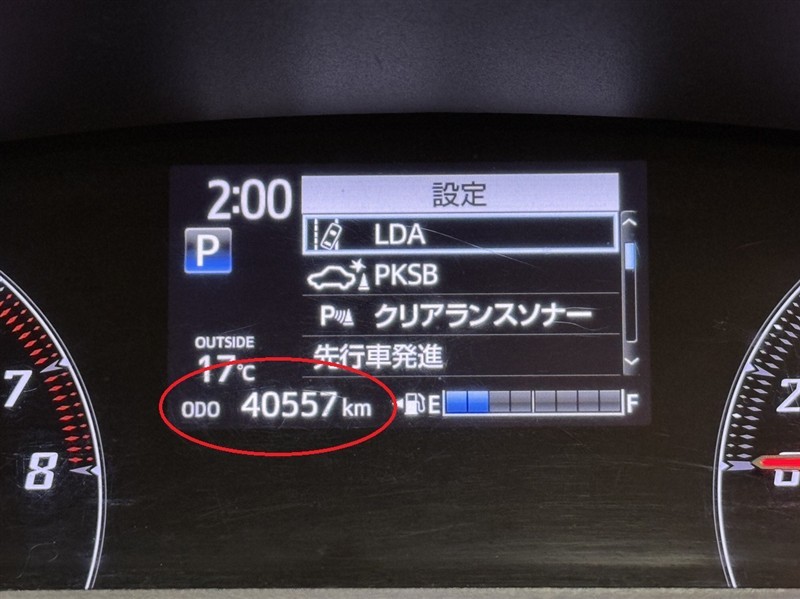 2:00
設定
P
LDA
PKSB
P クリアランスソナー
先行車発進
OUTSIDE
17℃
ODO 40557 km
E F
7
8
2
0